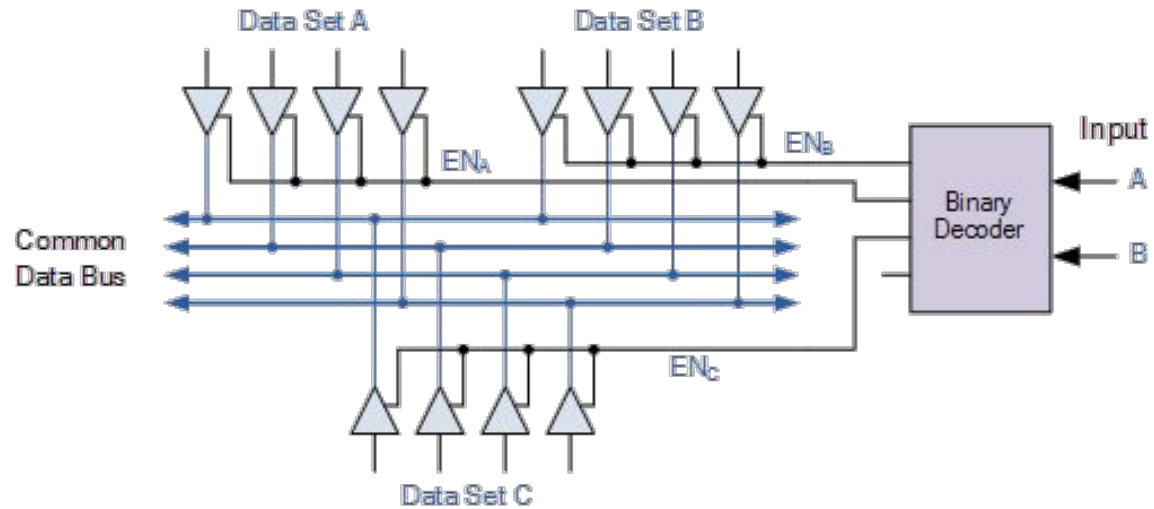 Data Set A
Data Set B
Input
ENB
ENA
A
Binary
Decoder
Common
Data Bus
B
ENC
Data Set C